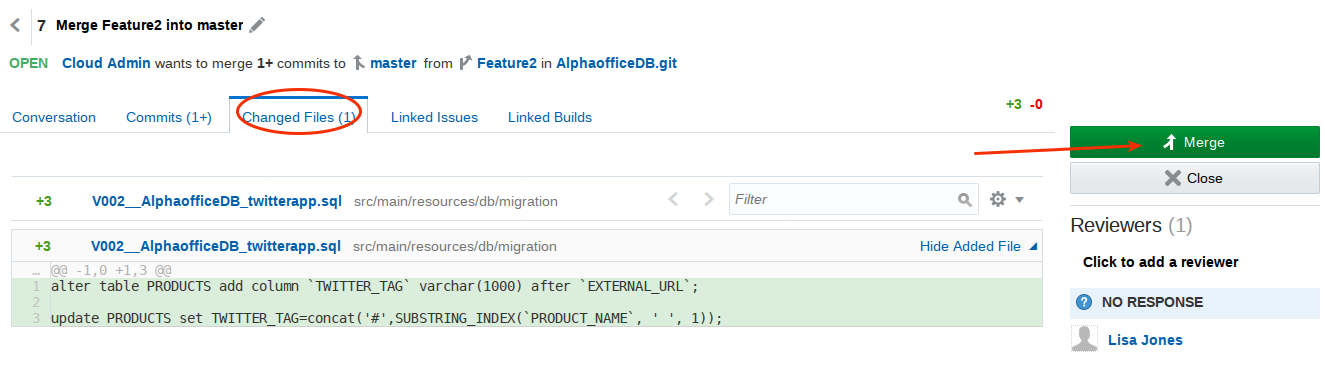 7 Merge Feature2 into master
OPEN Cloud Admin wants to merge 1+ commits to master from Feature2 in AlphaofficeDB.git
Conversation Commits (1+) Changed Files (1) Linked Issues Linked Builds
+3 -0
Merge
Close
+3 V002__AlphaofficeDB_twitterapp.sql src/main/resources/db/migration Filter
+3 V002__AlphaofficeDB_twitterapp.sql src/main/resources/db/migration Hide Added File
... @@ -1,0 +1,3 @@
1 alter table PRODUCTS add column `TWITTER_TAG` varchar(1000) after `EXTERNAL_URL`;
2
3 update PRODUCTS set TWITTER_TAG=concat('#',SUBSTRING_INDEX(`PRODUCT_NAME`, ' ', 1));
Reviewers (1)
Click to add a reviewer
? NO RESPONSE
Lisa Jones